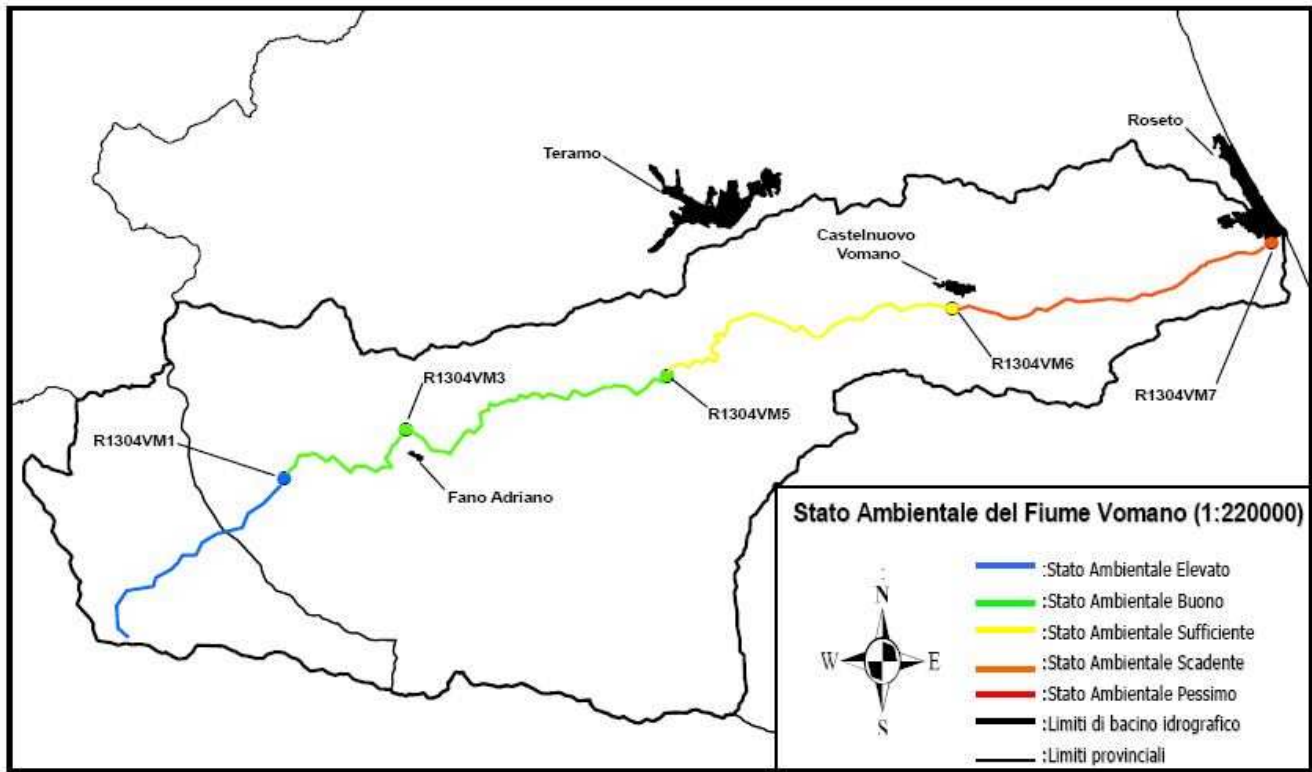 Roseto
Teramo
Castelnuovo
Vomano
R1304VM6
R1304VM7
R1304VM3
R1304VM5
R1304VM1
Fano Adriano
Stato Ambientale del Fiume Vomano (1:220000)
:Stato Ambientale Elevato
:Stato Ambientale Buono
:Stato Ambientale Sufficiente
:Stato Ambientale Scadente
:Stato Ambientale Pessimo
:Limiti di bacino idrografico
:Limiti provinciali
N
W E
S